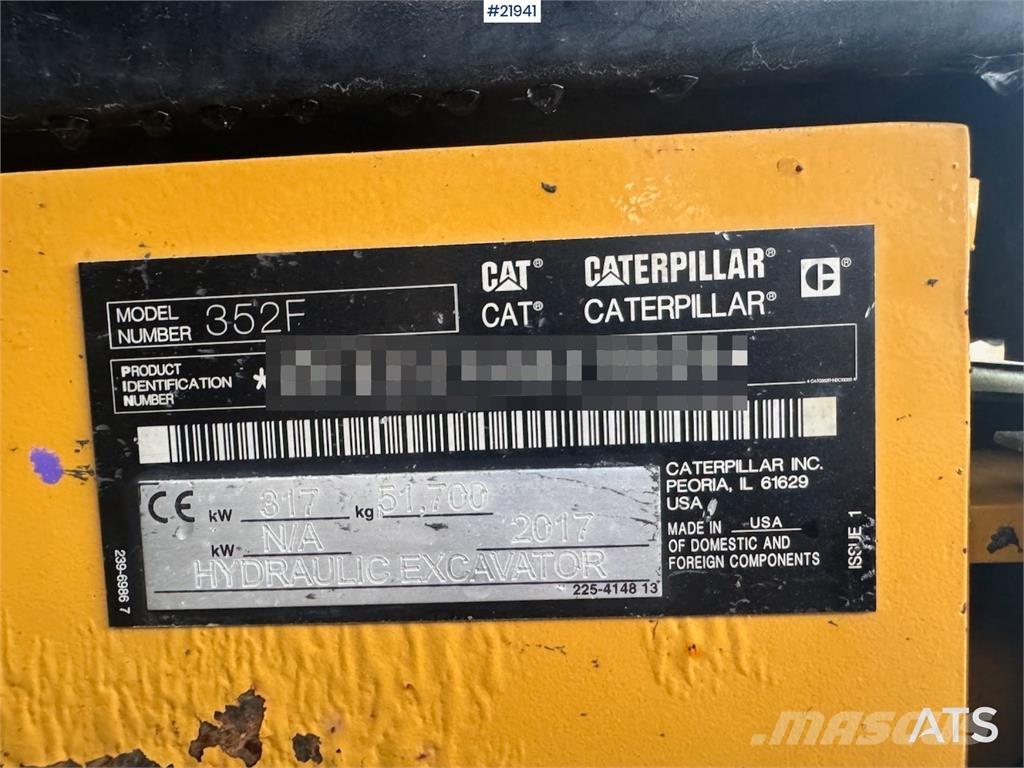 #21941
CAT® CATERPILLAR®
CAT® CATERPILLAR®
MODEL
NUMBER 352F
PRODUCT
IDENTIFICATION
NUMBER *
CE kW 317 kg 51,700
kW N/A 2017
HYDRAULIC EXCAVATOR
225-4148 13
CATERPILLAR INC.
PEORIA, IL 61629
USA
MADE IN USA
OF DOMESTIC AND
FOREIGN COMPONENTS
ISSUE 1
239-6986 7
mascus
ATS